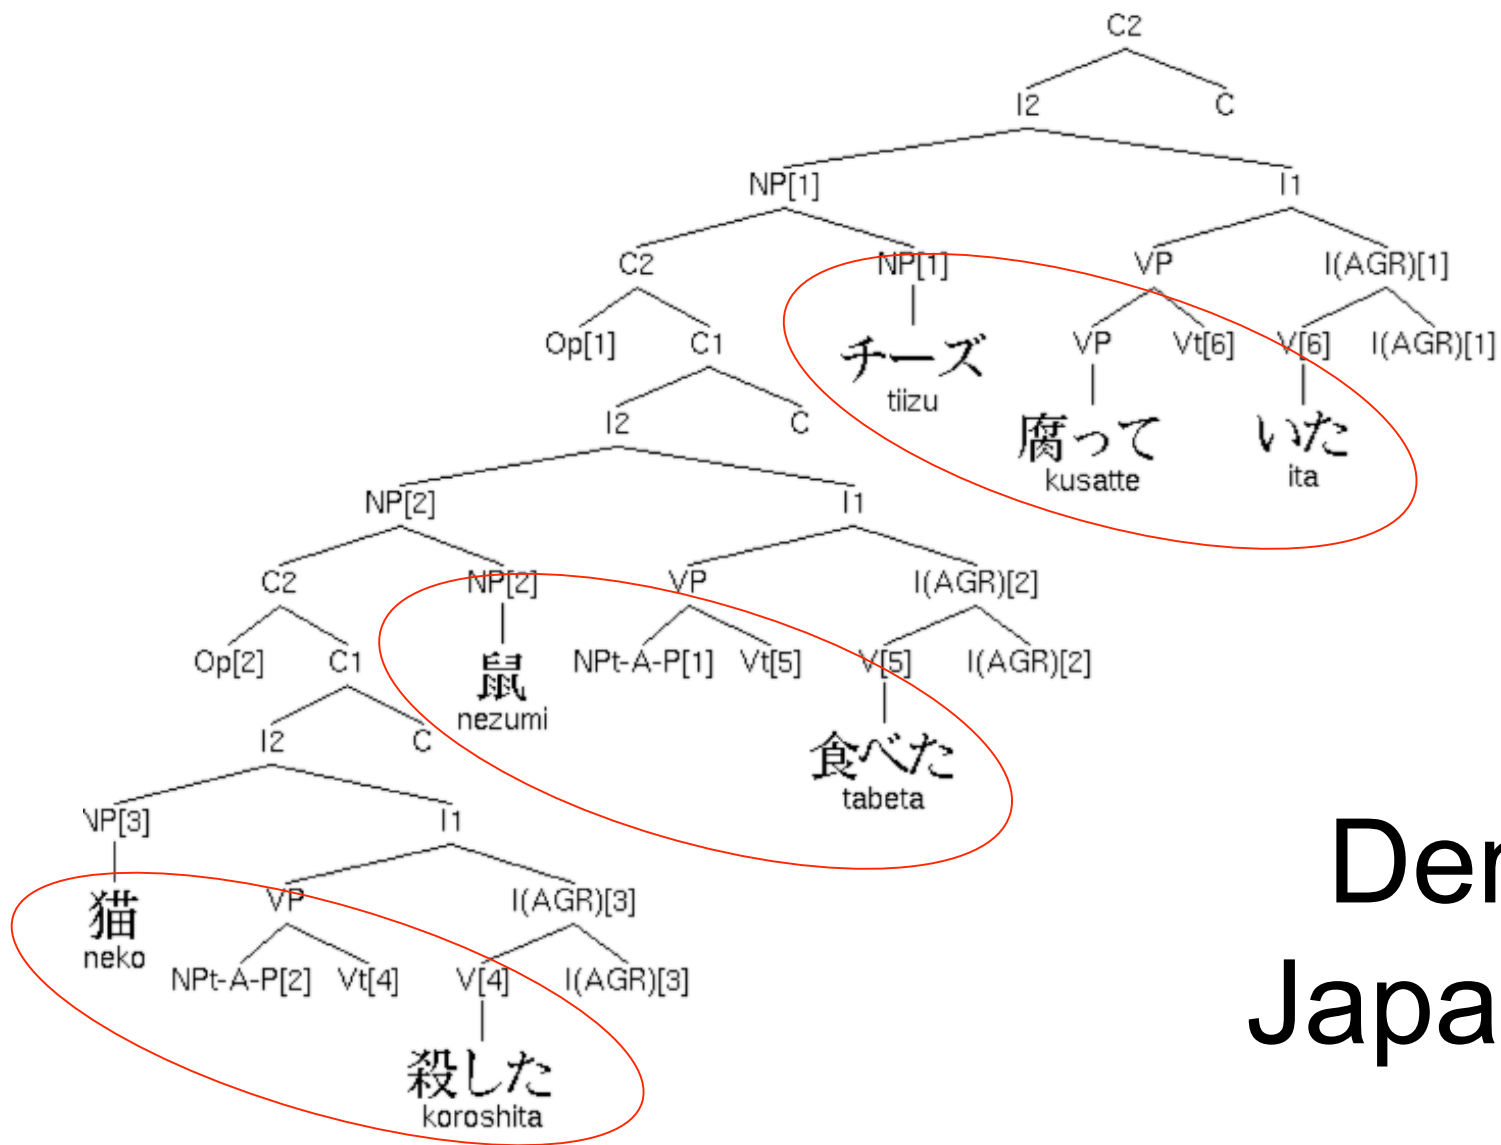 C2
I2 C
NP[1] I1
C2 NP[1] VP I(AGR)[1]
Op[1] C1 チーズ VP Vt[6] V[6] I(AGR)[1]
tiizu
I2 C 腐って いた
kusatte ita
NP[2] I1
C2 NP[2] VP I(AGR)[2]
Op[2] C1 鼠 NPt-A-P[1] Vt[5] V[5] I(AGR)[2]
nezumi
I2 C 食べた
tabeta
NP[3] I1
猫 VP I(AGR)[3]
neko
NPt-A-P[2] Vt[4] V[4] I(AGR)[3]
殺した
koroshita
Der
Japa